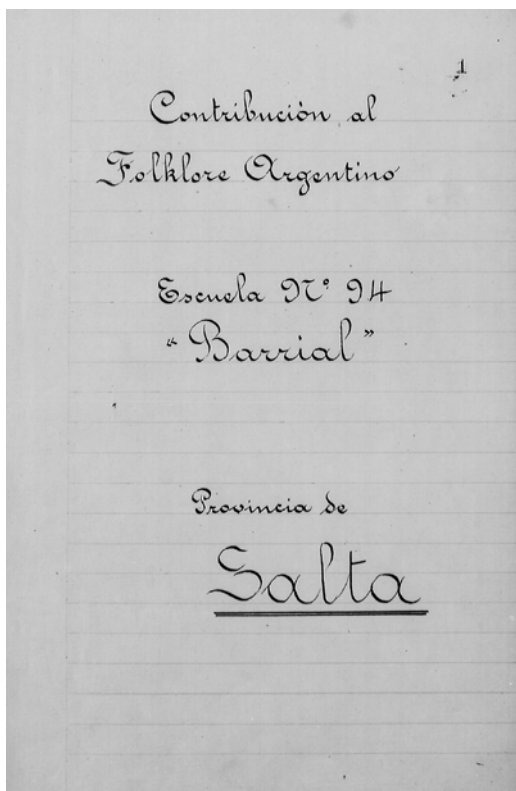 1
Contribución al
Folklore Argentino
Escuela Nº 94
"Barrial"
Provincia de
Salta